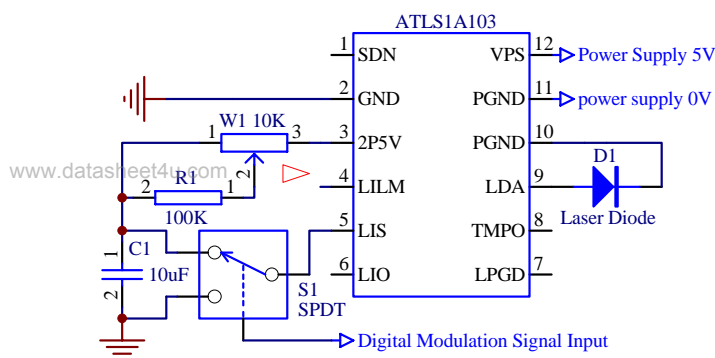 ATLS1A103
1 SDN VPS 12 Power Supply 5V
2 GND PGND 11 power supply 0V
W1 10K
1 3 3 2P5V PGND 10
2
www.datasheet4u.com
D1
4 LILM LDA 9
2 R1 1
100K
Laser Diode
5 LIS TMPO 8
C1
1
10uF
2
6 LIO LPGD 7
S1
SPDT
Digital Modulation Signal Input